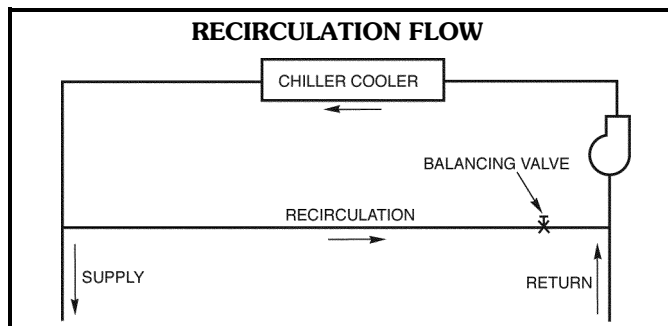 RECIRCULATION FLOW
CHILLER COOLER
BALANCING VALVE
RECIRCULATION
SUPPLY
RETURN